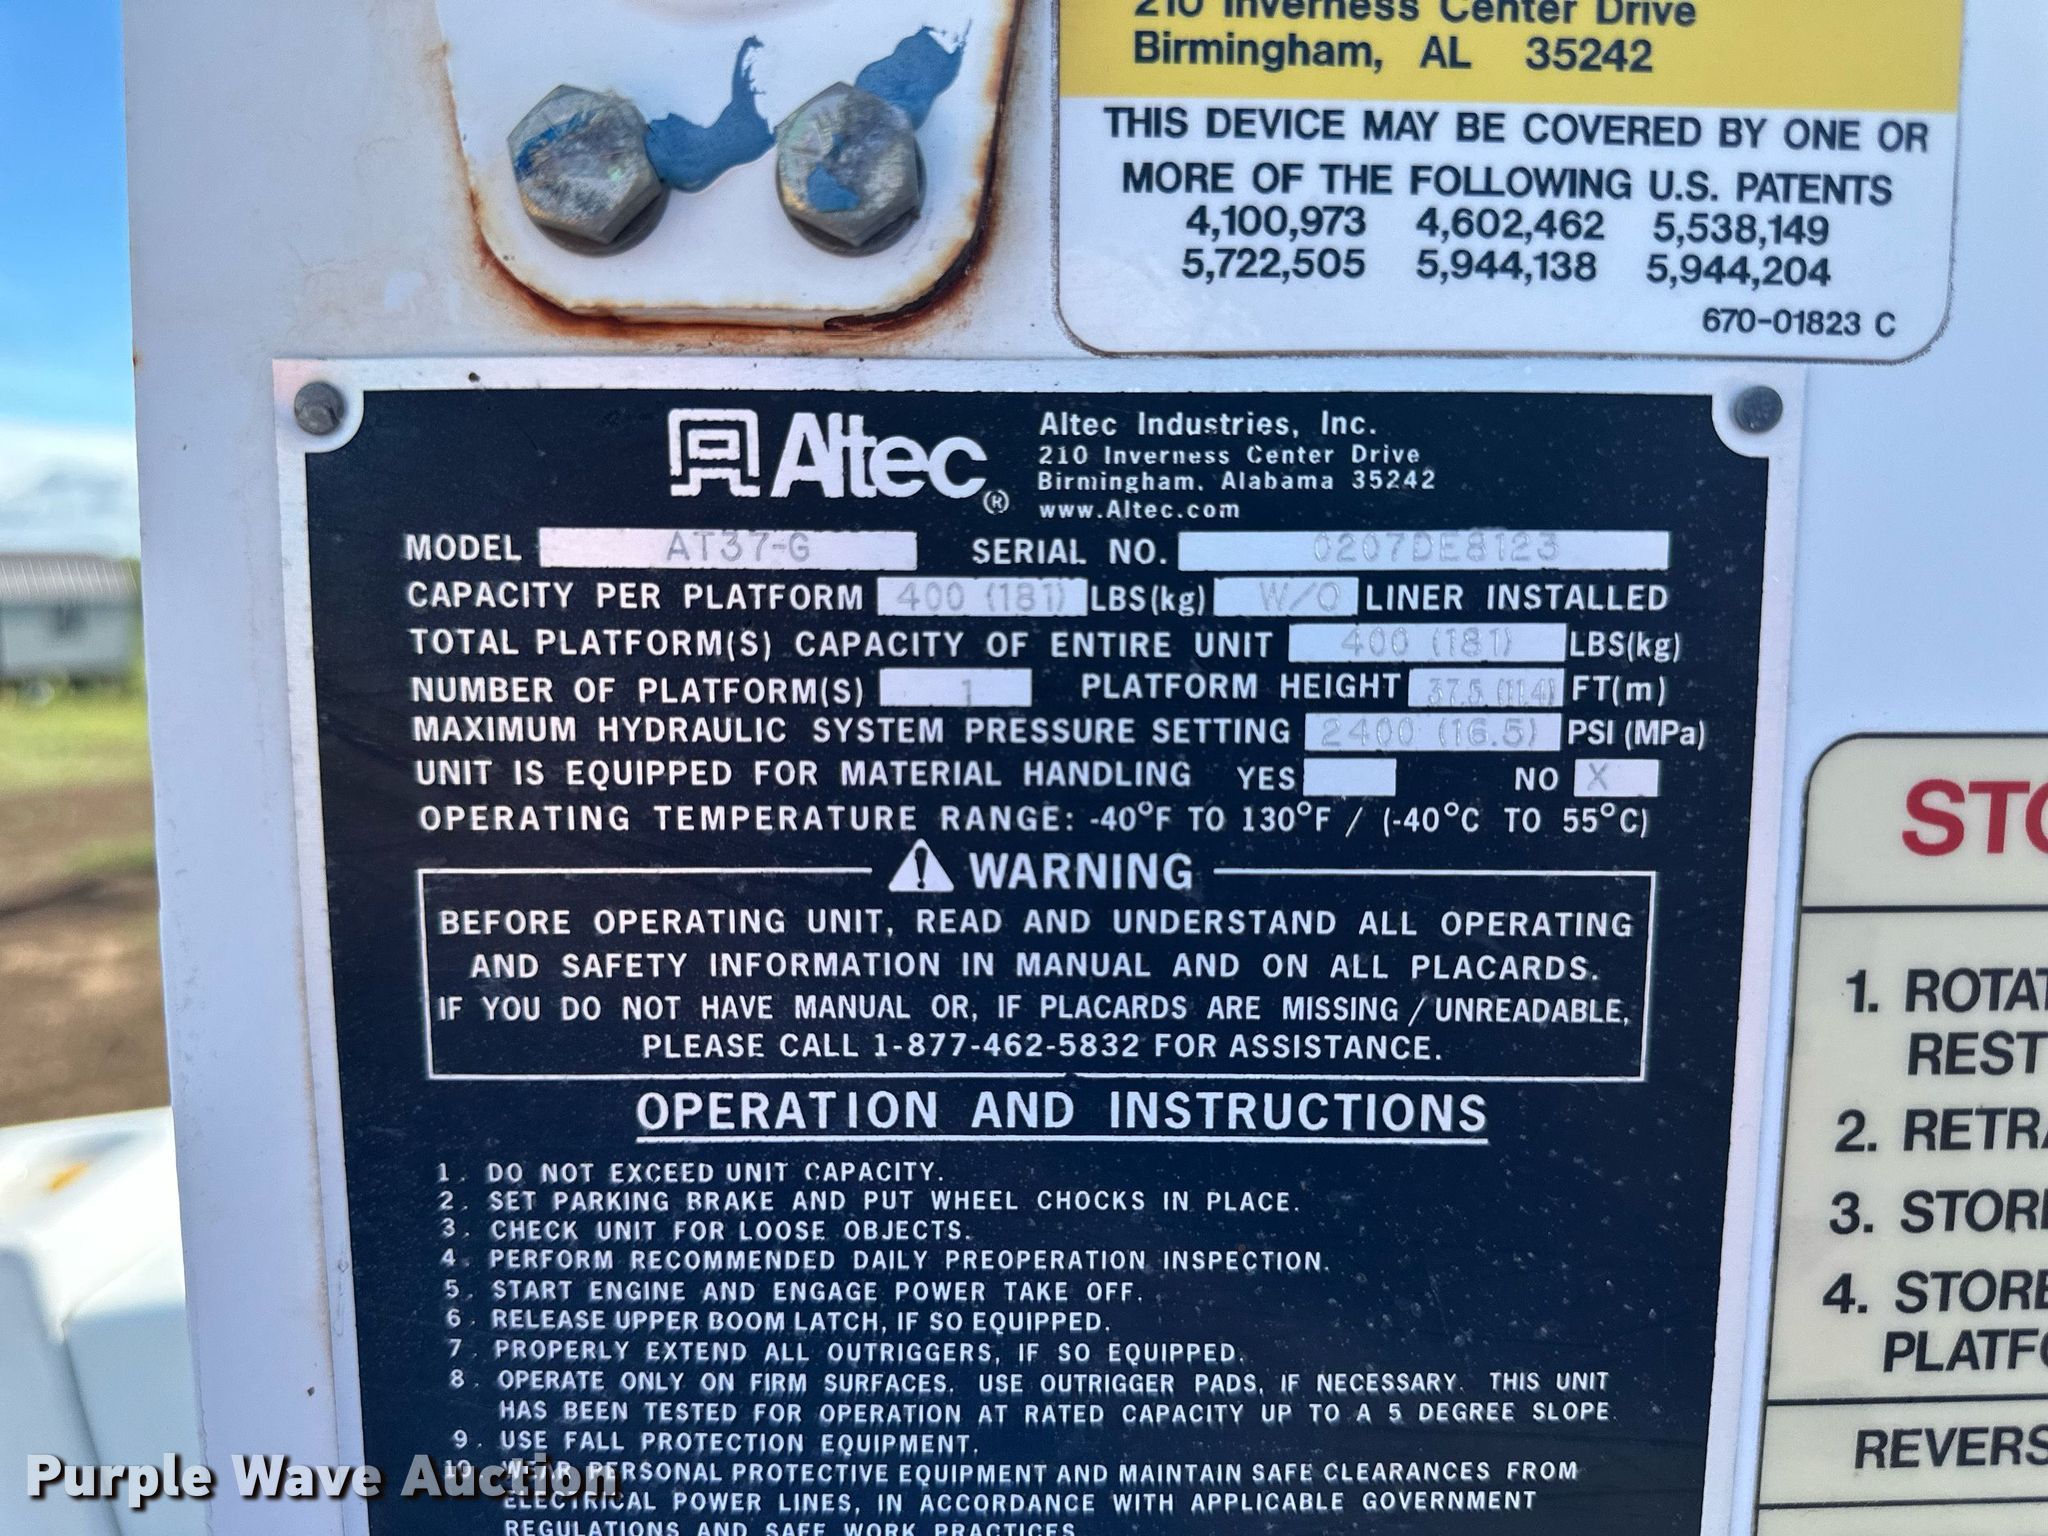 210 Inverness Center Drive
Birmingham, AL 35242
THIS DEVICE MAY BE COVERED BY ONE OR
MORE OF THE FOLLOWING U.S. PATENTS
4,100,973 4,602,462 5,538,149
5,722,505 5,944,138 5,944,204
670-01823 C
Altec®
Altec Industries, Inc.
210 Inverness Center Drive
Birmingham, Alabama 35242
www.Altec.com
MODEL AT37-G SERIAL NO. 0207DE8123
CAPACITY PER PLATFORM 400 (181) LBS(kg) W/O LINER INSTALLED
TOTAL PLATFORM(S) CAPACITY OF ENTIRE UNIT 400 (181) LBS(kg)
NUMBER OF PLATFORM(S) 1 PLATFORM HEIGHT 37.5 (11.4) FT(m)
MAXIMUM HYDRAULIC SYSTEM PRESSURE SETTING 2400 (16.5) PSI (MPa)
UNIT IS EQUIPPED FOR MATERIAL HANDLING YES NO X
OPERATING TEMPERATURE RANGE: -40°F TO 130°F / (-40°C TO 55°C)
WARNING
BEFORE OPERATING UNIT, READ AND UNDERSTAND ALL OPERATING
AND SAFETY INFORMATION IN MANUAL AND ON ALL PLACARDS.
IF YOU DO NOT HAVE MANUAL OR, IF PLACARDS ARE MISSING / UNREADABLE,
PLEASE CALL 1-877-462-5832 FOR ASSISTANCE.
OPERATION AND INSTRUCTIONS
1. DO NOT EXCEED UNIT CAPACITY.
2. SET PARKING BRAKE AND PUT WHEEL CHOCKS IN PLACE.
3. CHECK UNIT FOR LOOSE OBJECTS.
4. PERFORM RECOMMENDED DAILY PREOPERATION INSPECTION.
5. START ENGINE AND ENGAGE POWER TAKE OFF.
6. RELEASE UPPER BOOM LATCH, IF SO EQUIPPED.
7. PROPERLY EXTEND ALL OUTRIGGERS, IF SO EQUIPPED.
8. OPERATE ONLY ON FIRM SURFACES. USE OUTRIGGER PADS, IF NECESSARY. THIS UNIT
HAS BEEN TESTED FOR OPERATION AT RATED CAPACITY UP TO A 5 DEGREE SLOPE
9. USE FALL PROTECTION EQUIPMENT.
10. WEAR PERSONAL PROTECTIVE EQUIPMENT AND MAINTAIN SAFE CLEARANCES FROM
ELECTRICAL POWER LINES, IN ACCORDANCE WITH APPLICABLE GOVERNMENT
REGULATIONS AND SAFE WORK PRACTICES
STO
1. ROTAT
REST
2. RETRA
3. STORE
4. STORE
PLATFO
REVERS
Purple Wave Auction